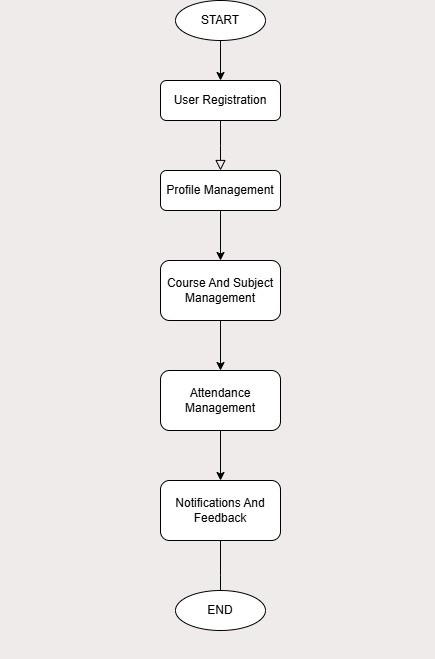 START
User Registration
Profile Management
Course And Subject
Management
Attendance
Management
Notifications And
Feedback
END